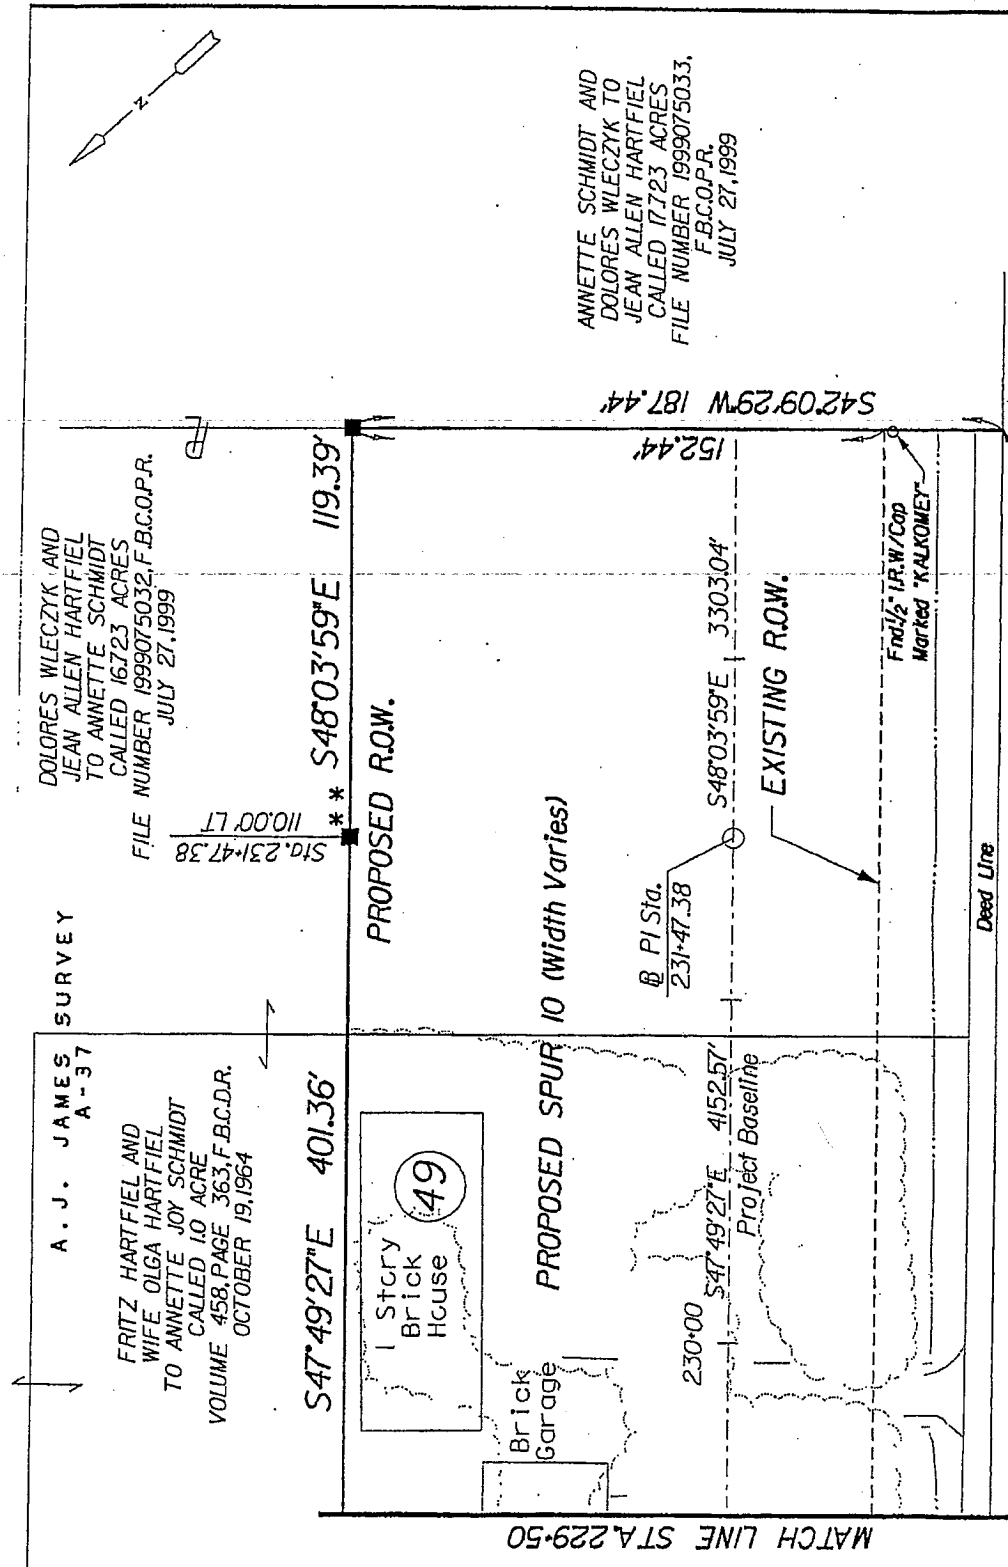 N
A. J. JAMES SURVEY
A-37
FRITZ HARTFIEL AND
WIFE OLGA HARTFIEL
TO ANNETTE JOY SCHMIDT
CALLED 1.0 ACRE
VOLUME 458, PAGE 363, F.B.C.D.R.
OCTOBER 19, 1964
DOLORES WLECZYK AND
JEAN ALLEN HARTFIEL
TO ANNETTE SCHMIDT
CALLED 16.723 ACRES
FILE NUMBER 1999075032, F.B.C.O.P.R.
JULY 27, 1999
Sta. 231+47.38
110.00' LT
S47°49'27"E 401.36'
** S48°03'59"E 119.39'
PROPOSED R.O.W.
1 Story
Brick
House
49
Brick
Garage
PROPOSED SPUR 10 (Width Varies)
ANNETTE SCHMIDT AND
DOLORES WLECZYK TO
JEAN ALLEN HARTFIEL
CALLED 17.723 ACRES
FILE NUMBER 1999075033,
F.B.C.O.P.R.
JULY 27, 1999
S42°09'29"W 187.44'
152.44'
PI Sta.
231+47.38
230+00
S47°49'27"E 4152.57'
Project Baseline
S48°03'59"E 3303.04'
EXISTING R.O.W.
Fnd 1/2" I.R. W/Cap
Marked "KALKOMEY"
Deed Line
MATCH LINE STA. 229+50